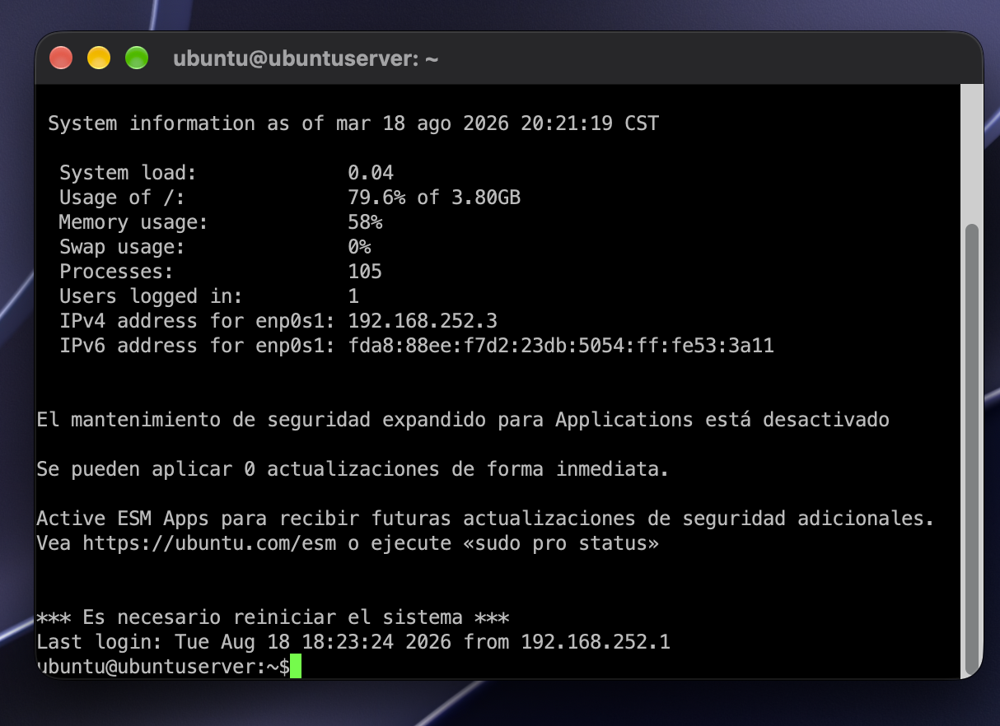 ubuntu@ubuntuserver: ~
System information as of mar 18 ago 2026 20:21:19 CST
System load: 0.04
Usage of /: 79.6% of 3.80GB
Memory usage: 58%
Swap usage: 0%
Processes: 105
Users logged in: 1
IPv4 address for enp0s1: 192.168.252.3
IPv6 address for enp0s1: fda8:88ee:f7d2:23db:5054:ff:fe53:3a11
El mantenimiento de seguridad expandido para Applications está desactivado
Se pueden aplicar 0 actualizaciones de forma inmediata.
Active ESM Apps para recibir futuras actualizaciones de seguridad adicionales.
Vea https://ubuntu.com/esm o ejecute «sudo pro status»
*** Es necesario reiniciar el sistema ***
Last login: Tue Aug 18 18:23:24 2026 from 192.168.252.1
ubuntu@ubuntuserver:~$